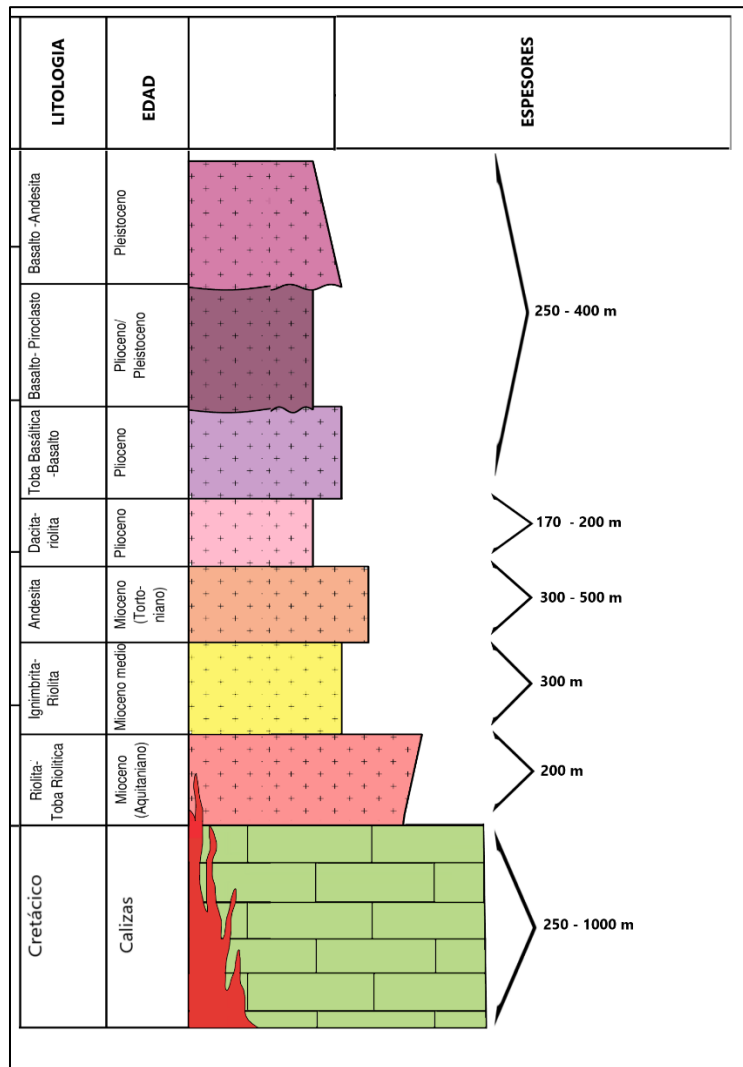 LITOLOGIA
EDAD
ESPESORES
Basalto -Andesita
Pleistoceno
Basalto- Piroclasto
Plioceno/
Pleistoceno
250 - 400 m
Toba Basáltica
-Basalto
Plioceno
Dacita-
riolita
Plioceno
170 - 200 m
Andesita
Mioceno
(Torto-
niano)
300 - 500 m
Ignimbrita-
Riolita
Mioceno medio
300 m
Riolita-
Toba Riolitica
Mioceno
(Aquitaniano)
200 m
Cretácico
Calizas
250 - 1000 m